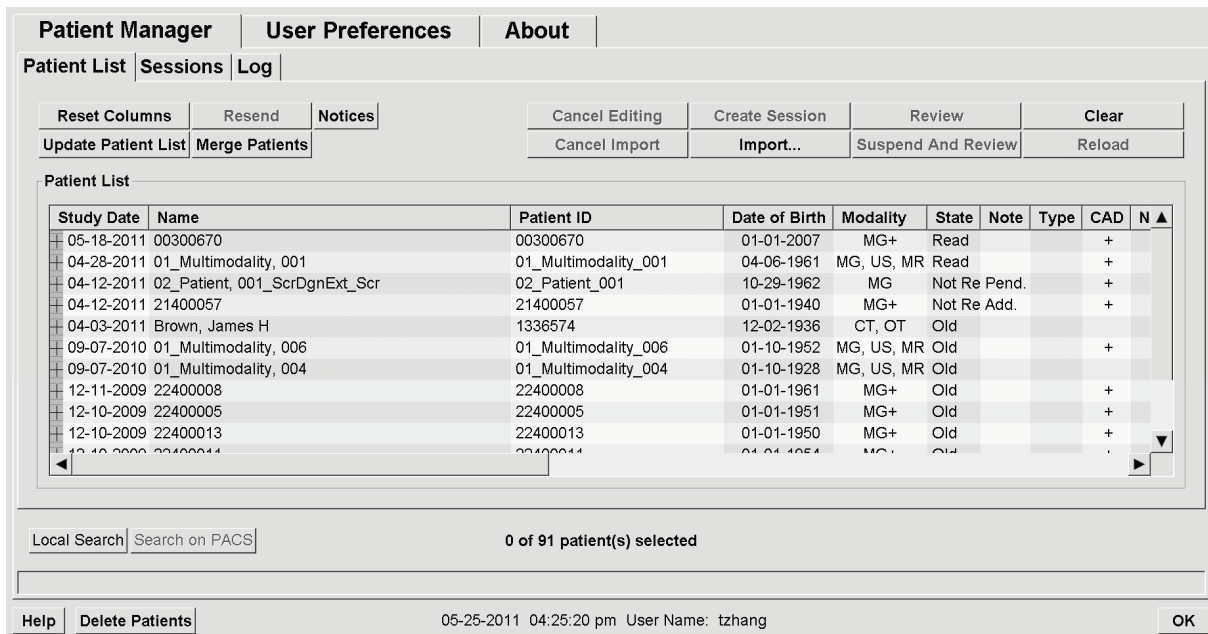 Patient Manager User Preferences About
Patient List Sessions Log
Reset Columns Resend Notices Cancel Editing Create Session Review Clear
Update Patient List Merge Patients Cancel Import Import... Suspend And Review Reload
Patient List
Study Date Name Patient ID Date of Birth Modality State Note Type CAD N
05-18-2011 00300670 00300670 01-01-2007 MG+ Read +
04-28-2011 01_Multimodality, 001 01_Multimodality_001 04-06-1961 MG, US, MR Read +
04-12-2011 02_Patient, 001_ScrDgnExt_Scr 02_Patient_001 10-29-1962 MG Not Re Pend. +
04-12-2011 21400057 21400057 01-01-1940 MG+ Not Re Add. +
04-03-2011 Brown, James H 1336574 12-02-1936 CT, OT Old
09-07-2010 01_Multimodality, 006 01_Multimodality_006 01-10-1952 MG, US, MR Old +
09-07-2010 01_Multimodality, 004 01_Multimodality_004 01-10-1928 MG, US, MR Old
12-11-2009 22400008 22400008 01-01-1961 MG+ Old +
12-10-2009 22400005 22400005 01-01-1951 MG+ Old +
12-10-2009 22400013 22400013 01-01-1950 MG+ Old +
Local Search Search on PACS 0 of 91 patient(s) selected
Help Delete Patients 05-25-2011 04:25:20 pm User Name: tzhang OK